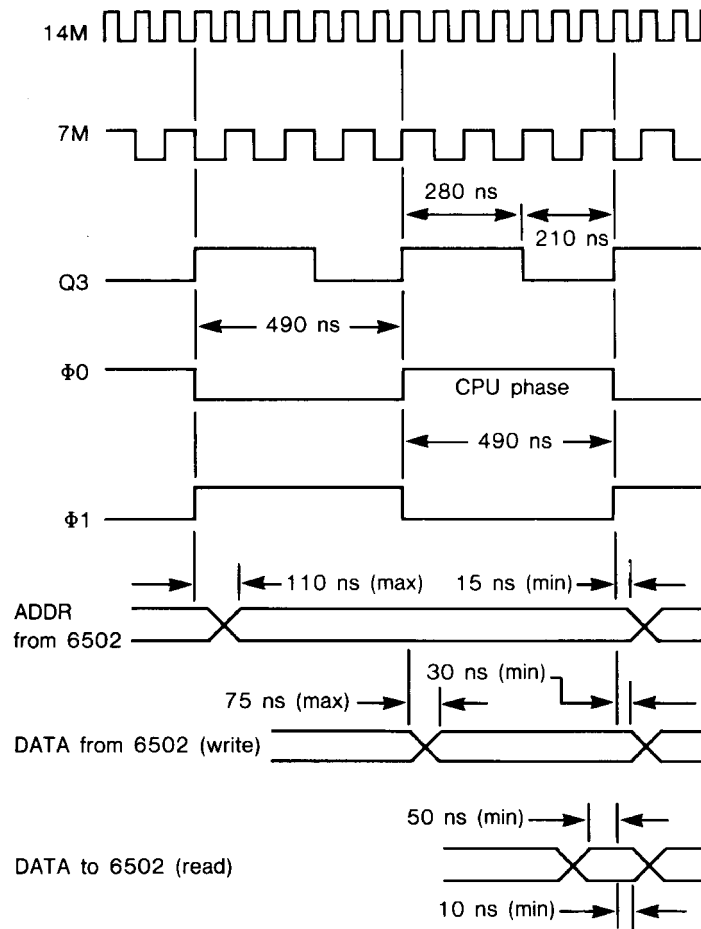 14M
7M
280 ns
210 ns
Q3
490 ns
Φ0
CPU phase
490 ns
Φ1
110 ns (max)
15 ns (min)
ADDR
from 6502
30 ns (min)
75 ns (max)
DATA from 6502 (write)
50 ns (min)
DATA to 6502 (read)
10 ns (min)